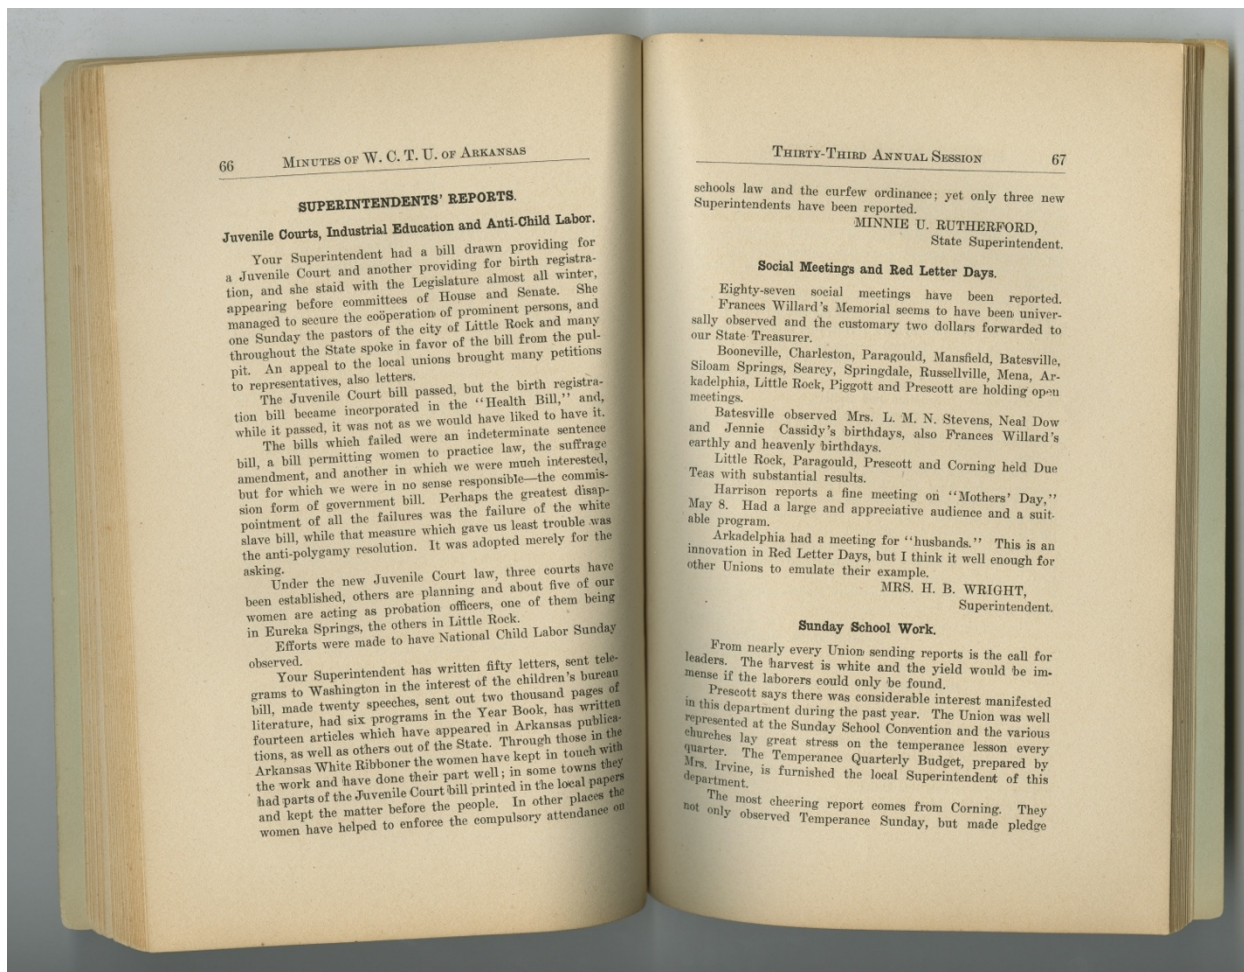 66 MINUTES OF W. C. T. U. OF ARKANSAS
SUPERINTENDENTS' REPORTS.
Juvenile Courts, Industrial Education and Anti-Child Labor.
Your Superintendent had a bill drawn providing for
a Juvenile Court and another providing for birth registra-
tion, and she staid with the Legislature almost all winter,
appearing before committees of House and Senate. She
managed to secure the coöperation of prominent persons, and
one Sunday the pastors of the city of Little Rock and many
throughout the State spoke in favor of the bill from the pul-
pit. An appeal to the local unions brought many petitions
to representatives, also letters.
The Juvenile Court bill passed, but the birth registra-
tion bill became incorporated in the "Health Bill," and,
while it passed, it was not as we would have liked to have it.
The bills which failed were an indeterminate sentence
bill, a bill permitting women to practice law, the suffrage
amendment, and another in which we were much interested,
but for which we were in no sense responsible—the commis-
sion form of government bill. Perhaps the greatest disap-
pointment of all the failures was the failure of the white
slave bill, while that measure which gave us least trouble was
the anti-polygamy resolution. It was adopted merely for the
asking.
Under the new Juvenile Court law, three courts have
been established, others are planning and about five of our
women are acting as probation officers, one of them being
in Eureka Springs, the others in Little Rock.
Efforts were made to have National Child Labor Sunday
observed.
Your Superintendent has written fifty letters, sent tele-
grams to Washington in the interest of the children's bureau
bill, made twenty speeches, sent out two thousand pages of
literature, had six programs in the Year Book, has written
fourteen articles which have appeared in Arkansas publica-
tions, as well as others out of the State. Through those in the
Arkansas White Ribboner the women have kept in touch with
the work and have done their part well; in some towns they
had parts of the Juvenile Court bill printed in the local papers
and kept the matter before the people. In other places the
women have helped to enforce the compulsory attendance on
THIRTY-THIRD ANNUAL SESSION 67
schools law and the curfew ordinance; yet only three new
Superintendents have been reported.
MINNIE U. RUTHERFORD,
State Superintendent.
Social Meetings and Red Letter Days.
Eighty-seven social meetings have been reported.
Frances Willard's Memorial seems to have been univer-
sally observed and the customary two dollars forwarded to
our State Treasurer.
Booneville, Charleston, Paragould, Mansfield, Batesville,
Siloam Springs, Searcy, Springdale, Russellville, Mena, Ar-
kadelphia, Little Rock, Piggott and Prescott are holding open
meetings.
Batesville observed Mrs. L. M. N. Stevens, Neal Dow
and Jennie Cassidy's birthdays, also Frances Willard's
earthly and heavenly birthdays.
Little Rock, Paragould, Prescott and Corning held Due
Teas with substantial results.
Harrison reports a fine meeting on "Mothers' Day,"
May 8. Had a large and appreciative audience and a suit-
able program.
Arkadelphia had a meeting for "husbands." This is an
innovation in Red Letter Days, but I think it well enough for
other Unions to emulate their example.
MRS. H. B. WRIGHT,
Superintendent.
Sunday School Work.
From nearly every Union sending reports is the call for
leaders. The harvest is white and the yield would be im-
mense if the laborers could only be found.
Prescott says there was considerable interest manifested
in this department during the past year. The Union was well
represented at the Sunday School Convention and the various
churches lay great stress on the temperance lesson every
quarter. The Temperance Quarterly Budget, prepared by
Mrs. Irvine, is furnished the local Superintendent of this
department.
The most cheering report comes from Corning. They
not only observed Temperance Sunday, but made pledge